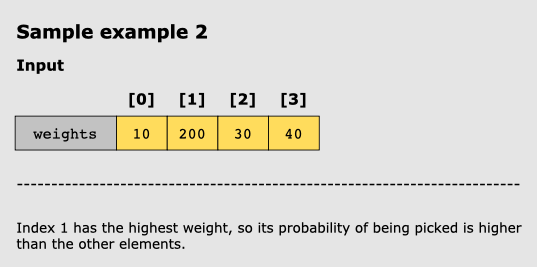 Sample example 2
Input
[0] [1] [2] [3]
weights 10 200 30 40
Index 1 has the highest weight, so its probability of being picked is higher
than the other elements.